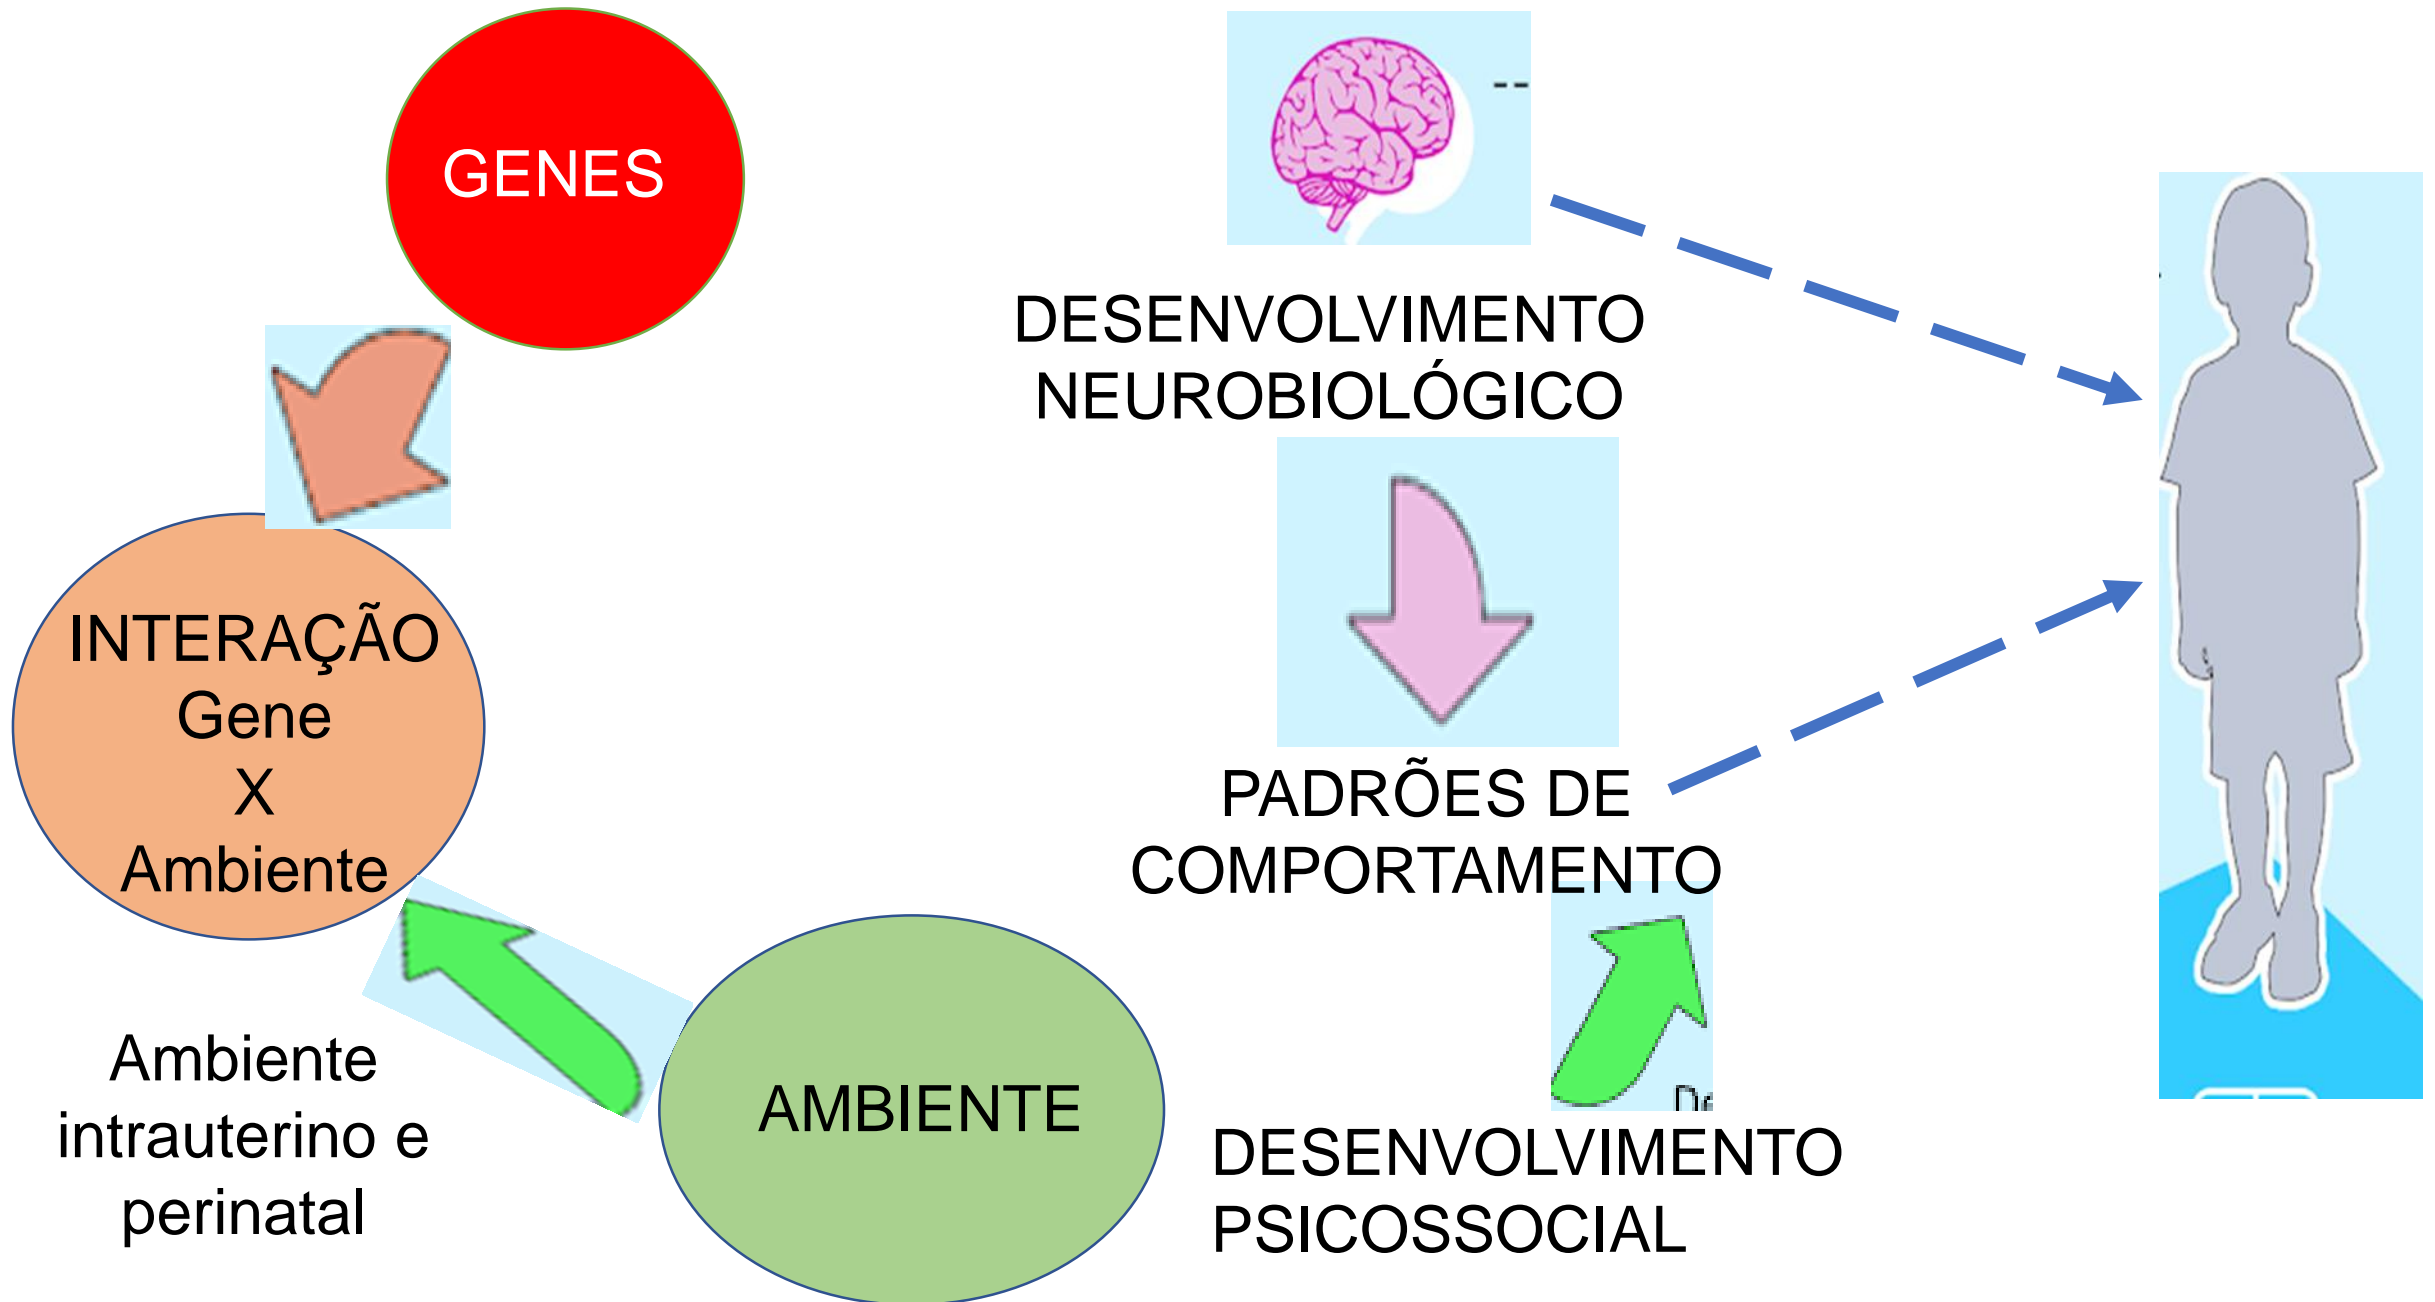 GENES
INTERAÇÃO
Gene
X
Ambiente
Ambiente
intrauterino e
perinatal
AMBIENTE
DESENVOLVIMENTO
NEUROBIOLÓGICO
PADRÕES DE
COMPORTAMENTO
DESENVOLVIMENTO
PSICOSSOCIAL